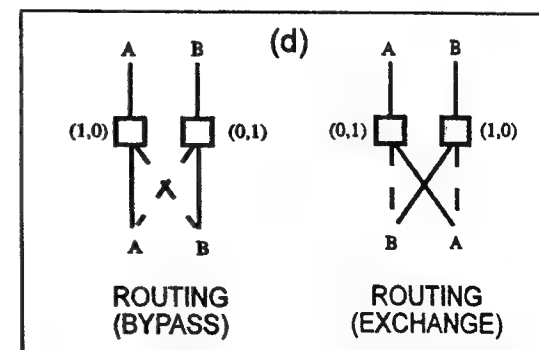 (d)
A B A B
(1,0) (0,1) (0,1) (1,0)
A B B A
ROUTING ROUTING
(BYPASS) (EXCHANGE)